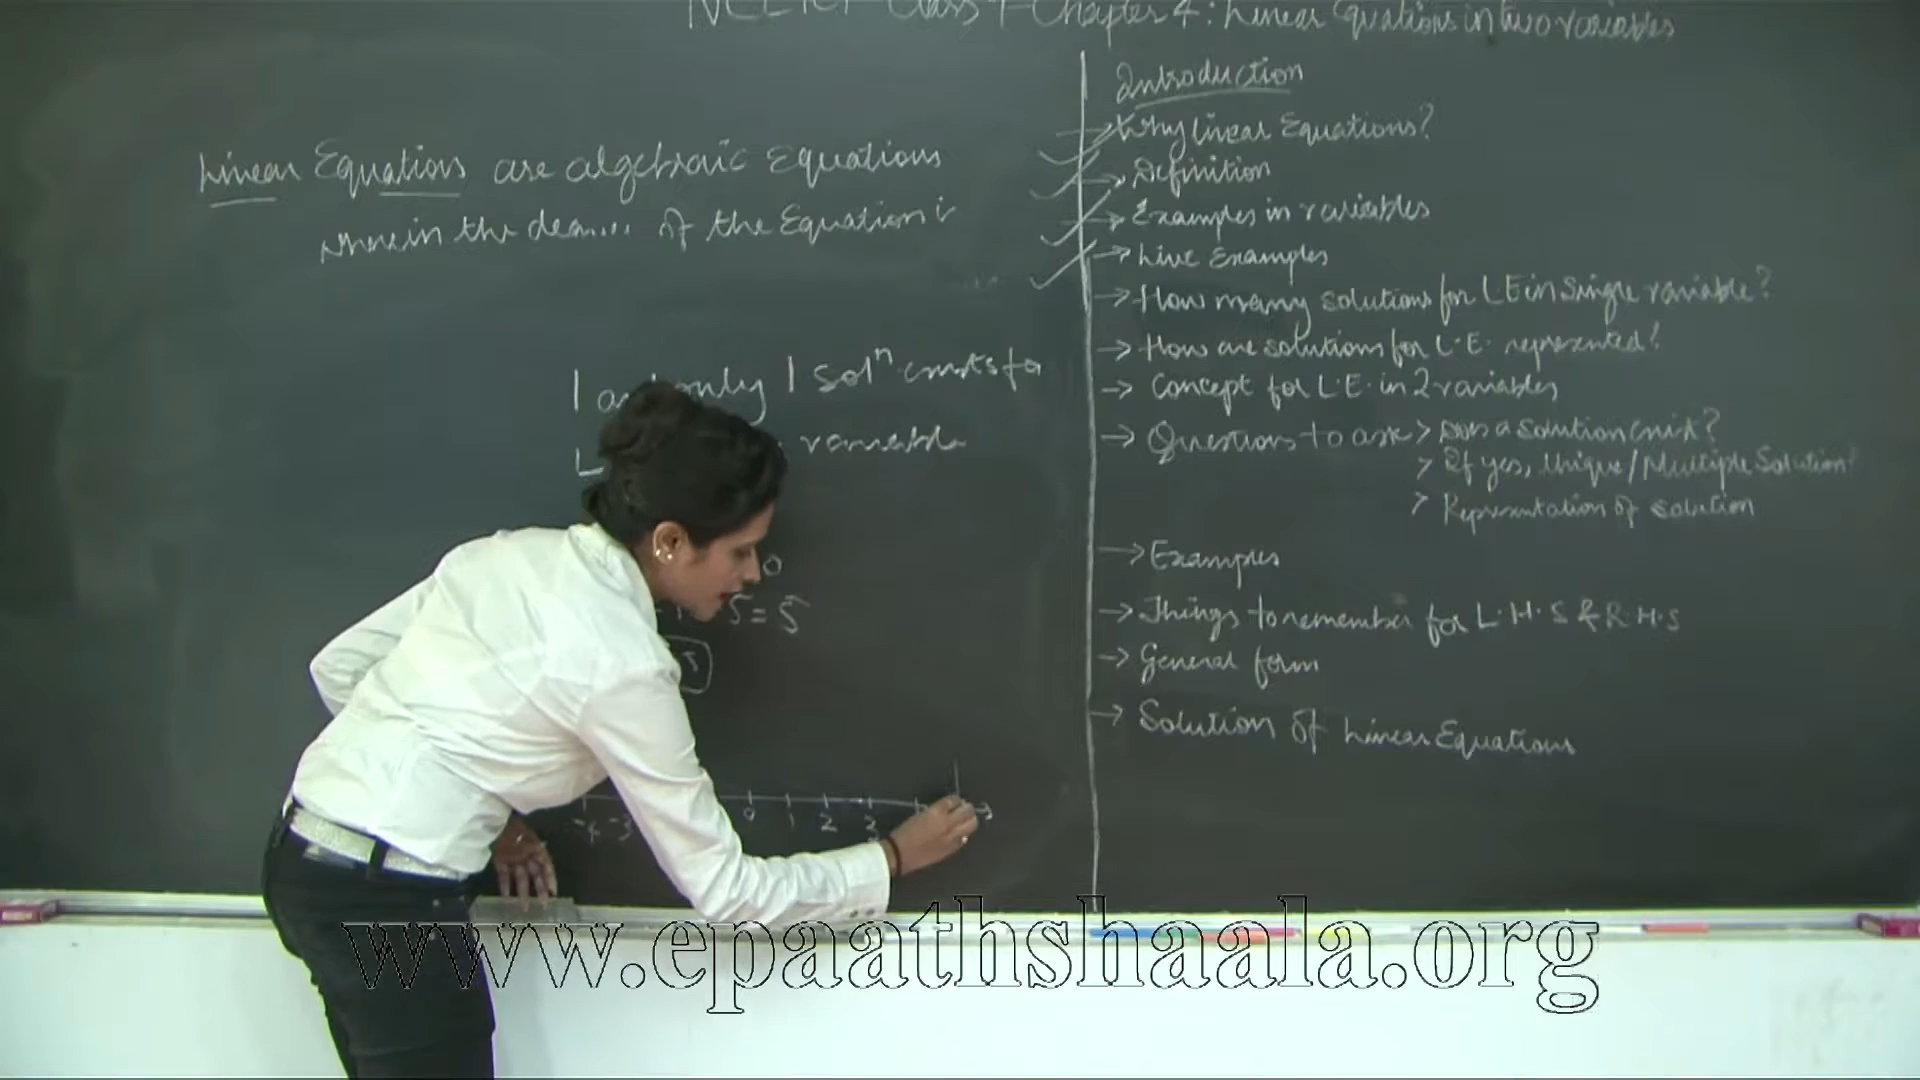 Class 9 Chapter 4: Linear Equations in two variables
Linear Equations are algebraic Equations
wherein the of the Equation
1 only 1 solⁿ exists for
L variable
0
5 = 5
5
-4 -3 0 1 2 3
Introduction
→ Why linear Equations?
→ Definition
→ Examples in variables
→ Live Examples
→ How many solutions for L E in Single variable?
→ How are solutions for L.E. represented?
→ Concept for L.E. in 2 variables
→ Questions to ask > Does a solution exist?
> If yes, Unique/Multiple Solution?
> Representation of solution
→ Examples
→ Things to remember for L.H.S & R.H.S
→ General form
→ Solution of Linear Equations
www.epaathshaala.org